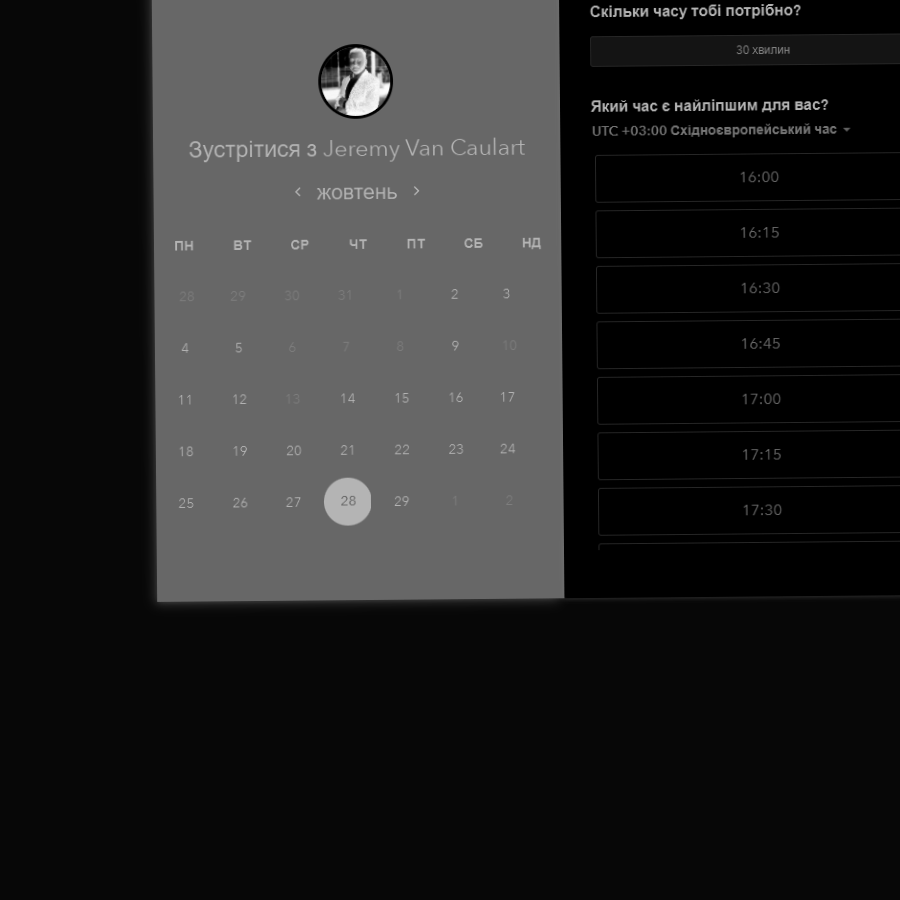 Зустрітися з Jeremy Van Caulart
‹ жовтень ›
ПН ВТ СР ЧТ ПТ СБ НД
28 29 30 31 1 2 3
4 5 6 7 8 9 10
11 12 13 14 15 16 17
18 19 20 21 22 23 24
25 26 27 28 29 1 2
Скільки часу тобі потрібно?
30 хвилин
Який час є найліпшим для вас?
UTC +03:00 Східноєвропейський час
16:00
16:15
16:30
16:45
17:00
17:15
17:30